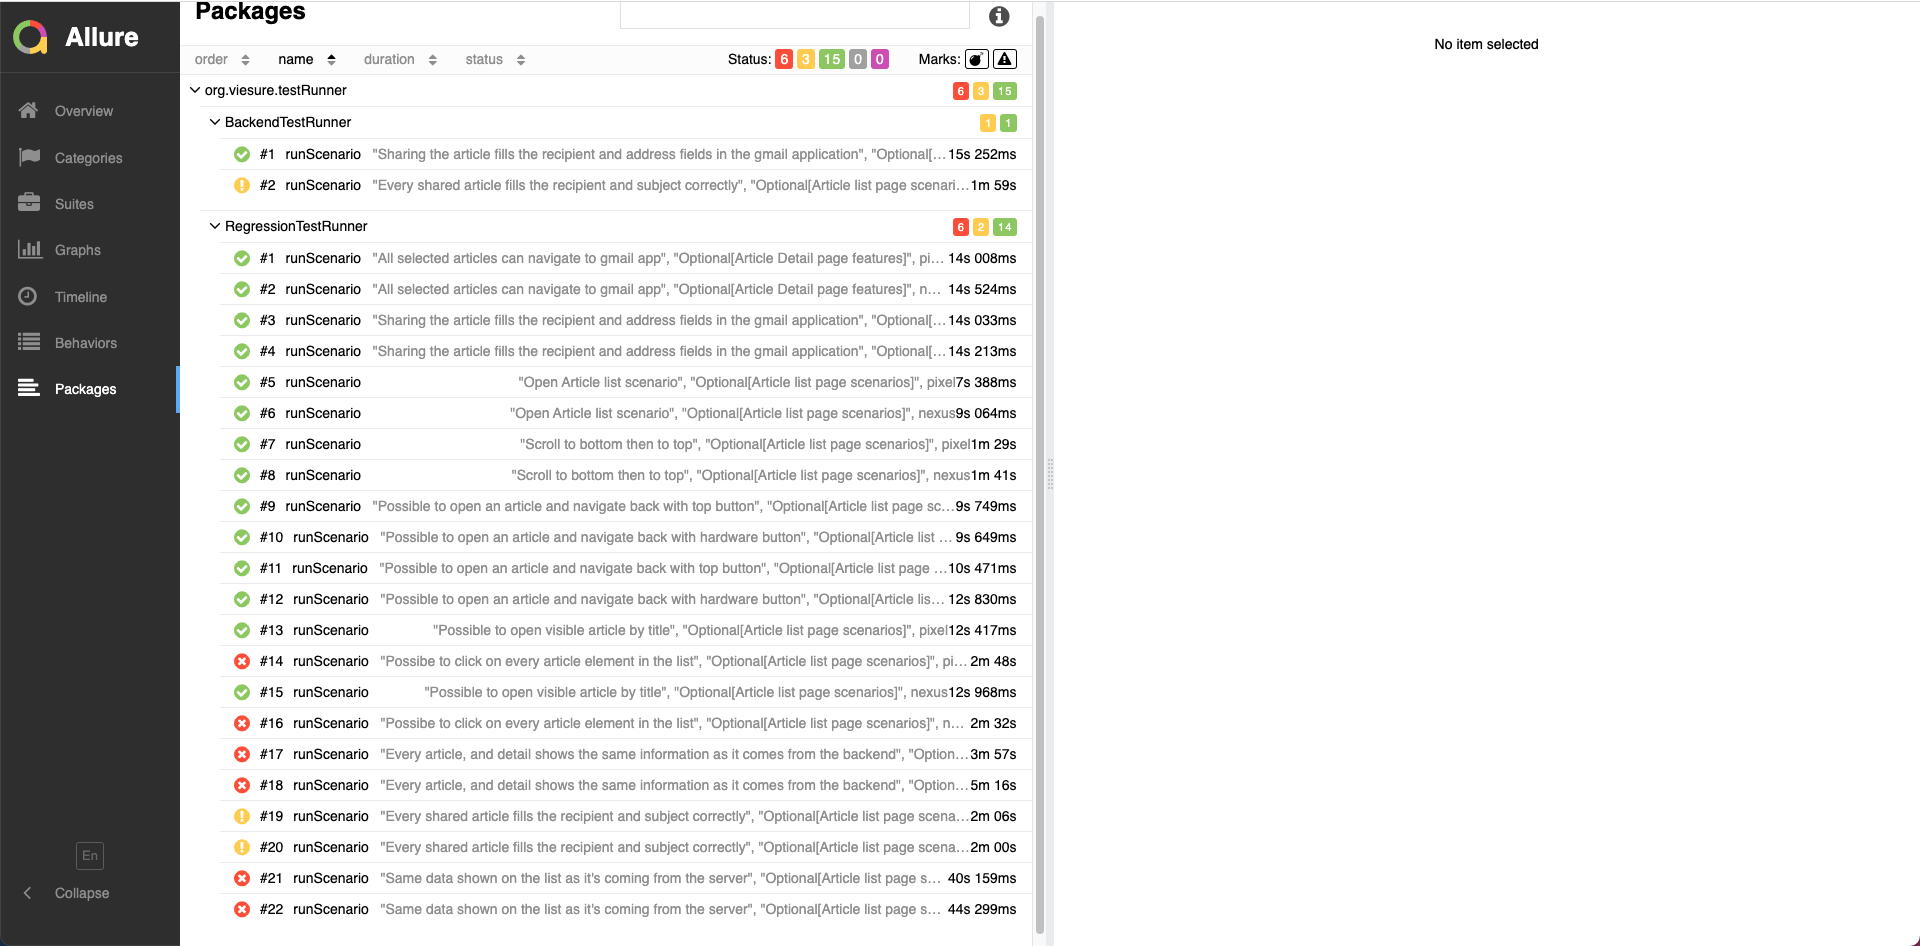 Allure
Overview
Categories
Suites
Graphs
Timeline
Behaviors
Packages
En
Collapse
Packages
order name duration status Status: 6 3 15 0 0 Marks:
org.viesure.testRunner 6 3 15
BackendTestRunner 1 1
#1 runScenario "Sharing the article fills the recipient and address fields in the gmail application", "Optional[... 15s 252ms
#2 runScenario "Every shared article fills the recipient and subject correctly", "Optional[Article list page scenari... 1m 59s
RegressionTestRunner 6 2 14
#1 runScenario "All selected articles can navigate to gmail app", "Optional[Article Detail page features]", pi... 14s 008ms
#2 runScenario "All selected articles can navigate to gmail app", "Optional[Article Detail page features]", n... 14s 524ms
#3 runScenario "Sharing the article fills the recipient and address fields in the gmail application", "Optional[... 14s 033ms
#4 runScenario "Sharing the article fills the recipient and address fields in the gmail application", "Optional[... 14s 213ms
#5 runScenario "Open Article list scenario", "Optional[Article list page scenarios]", pixel 7s 388ms
#6 runScenario "Open Article list scenario", "Optional[Article list page scenarios]", nexus 9s 064ms
#7 runScenario "Scroll to bottom then to top", "Optional[Article list page scenarios]", pixel 1m 29s
#8 runScenario "Scroll to bottom then to top", "Optional[Article list page scenarios]", nexus 1m 41s
#9 runScenario "Possible to open an article and navigate back with top button", "Optional[Article list page sc... 9s 749ms
#10 runScenario "Possible to open an article and navigate back with hardware button", "Optional[Article list ... 9s 649ms
#11 runScenario "Possible to open an article and navigate back with top button", "Optional[Article list page ... 10s 471ms
#12 runScenario "Possible to open an article and navigate back with hardware button", "Optional[Article lis... 12s 830ms
#13 runScenario "Possible to open visible article by title", "Optional[Article list page scenarios]", pixel 12s 417ms
#14 runScenario "Possibe to click on every article element in the list", "Optional[Article list page scenarios]", pi... 2m 48s
#15 runScenario "Possible to open visible article by title", "Optional[Article list page scenarios]", nexus 12s 968ms
#16 runScenario "Possibe to click on every article element in the list", "Optional[Article list page scenarios]", n... 2m 32s
#17 runScenario "Every article, and detail shows the same information as it comes from the backend", "Option... 3m 57s
#18 runScenario "Every article, and detail shows the same information as it comes from the backend", "Option... 5m 16s
#19 runScenario "Every shared article fills the recipient and subject correctly", "Optional[Article list page scena... 2m 06s
#20 runScenario "Every shared article fills the recipient and subject correctly", "Optional[Article list page scena... 2m 00s
#21 runScenario "Same data shown on the list as it's coming from the server", "Optional[Article list page s... 40s 159ms
#22 runScenario "Same data shown on the list as it's coming from the server", "Optional[Article list page s... 44s 299ms
No item selected